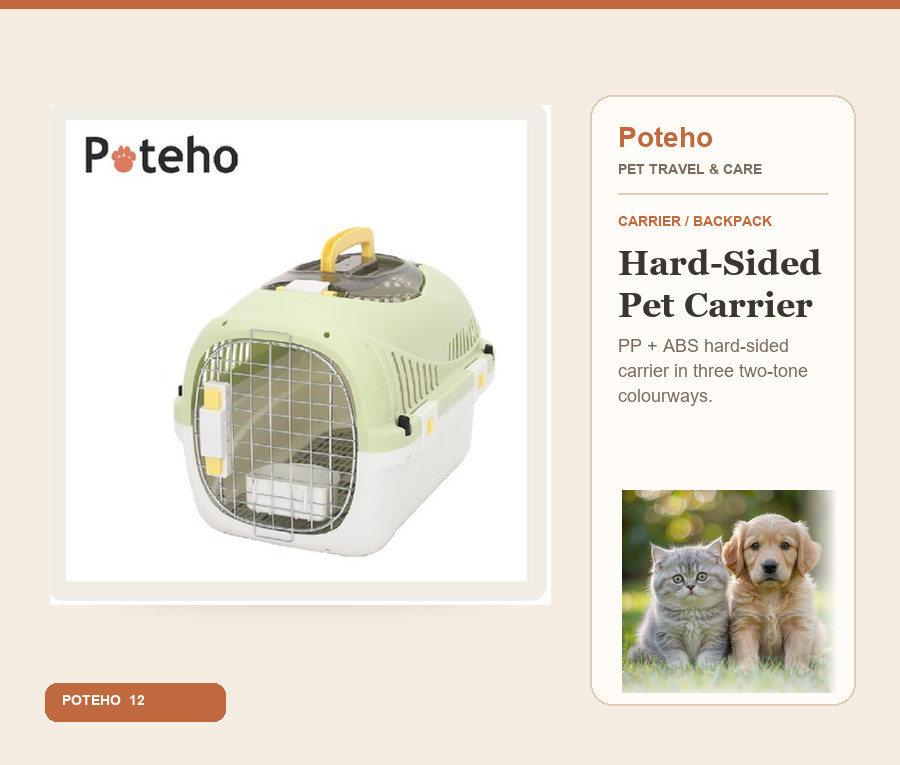 Poteho
Poteho
PET TRAVEL & CARE
CARRIER / BACKPACK
Hard-Sided
Pet Carrier
PP + ABS hard-sided
carrier in three two-tone
colourways.
POTEHO 12